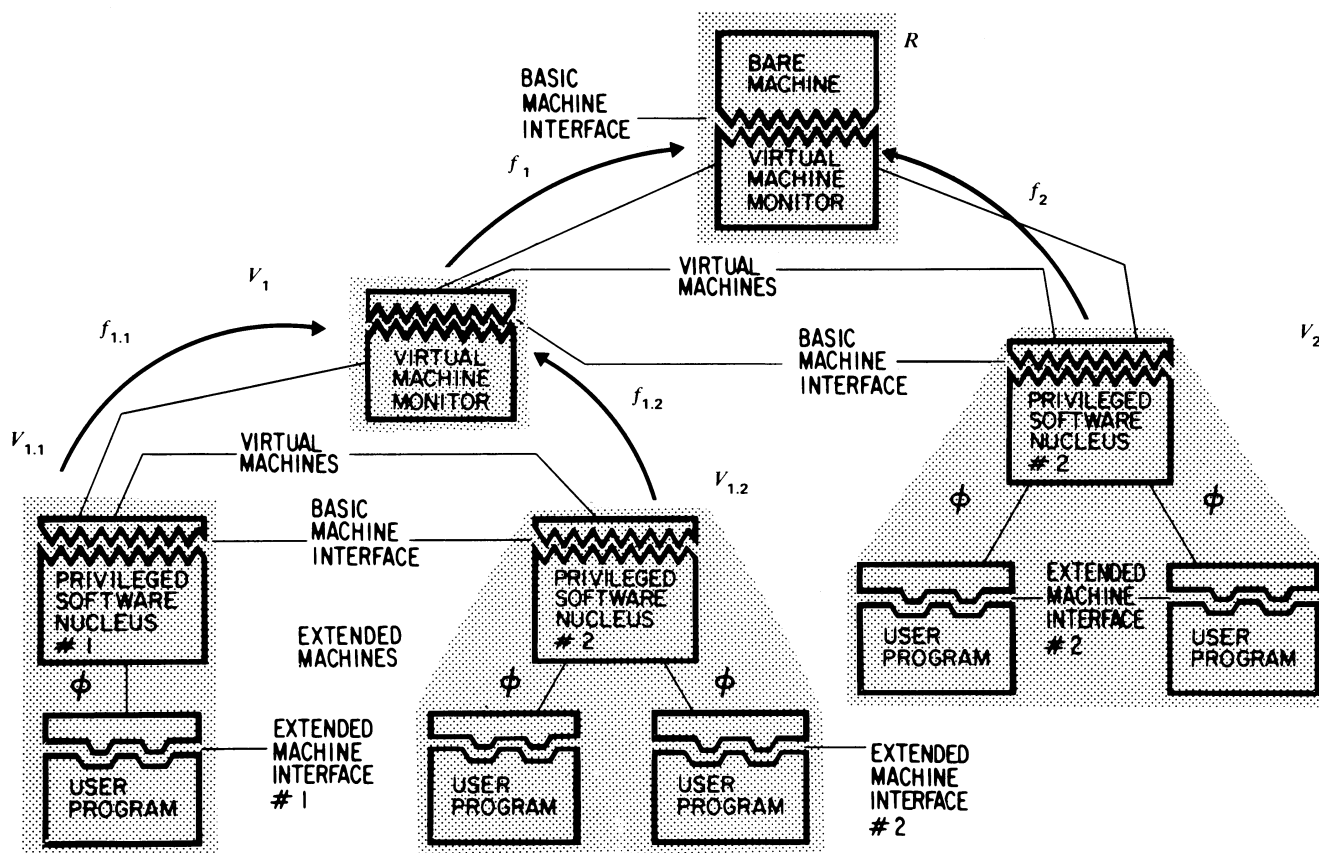 R
BARE
MACHINE
BASIC
MACHINE
INTERFACE
VIRTUAL
MACHINE
MONITOR
f1
f2
V1
VIRTUAL
MACHINES
f1.1
VIRTUAL
MACHINE
MONITOR
BASIC
MACHINE
INTERFACE
V2
f1.2
PRIVILEGED
SOFTWARE
NUCLEUS
# 2
V1.1
VIRTUAL
MACHINES
V1.2
ϕ
ϕ
BASIC
MACHINE
INTERFACE
PRIVILEGED
SOFTWARE
NUCLEUS
# 1
PRIVILEGED
SOFTWARE
NUCLEUS
# 2
EXTENDED
MACHINE
INTERFACE
# 2
USER
PROGRAM
USER
PROGRAM
EXTENDED
MACHINES
ϕ
ϕ
ϕ
EXTENDED
MACHINE
INTERFACE
# 1
USER
PROGRAM
USER
PROGRAM
USER
PROGRAM
EXTENDED
MACHINE
INTERFACE
# 2